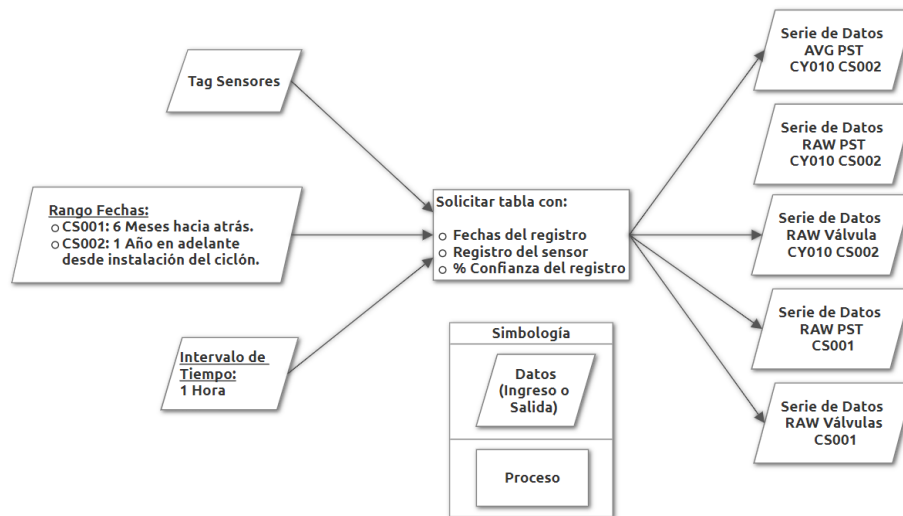 Tag Sensores
Rango Fechas:
○ CS001: 6 Meses hacia atrás.
○ CS002: 1 Año en adelante
desde instalación del ciclón.
Intervalo de
Tiempo:
1 Hora
Solicitar tabla con:
○ Fechas del registro
○ Registro del sensor
○ % Confianza del registro
Simbología
Datos
(Ingreso o
Salida)
Proceso
Serie de Datos
AVG PST
CY010 CS002
Serie de Datos
RAW PST
CY010 CS002
Serie de Datos
RAW Válvula
CY010 CS002
Serie de Datos
RAW PST
CS001
Serie de Datos
RAW Válvulas
CS001